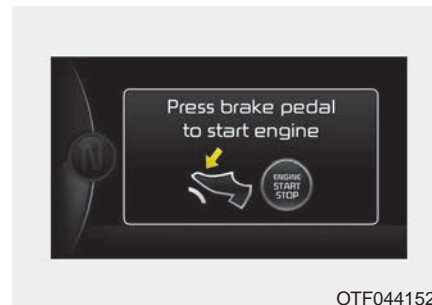 Press brake pedal
to start engine
N
ENGINE
START
STOP
OTF044152